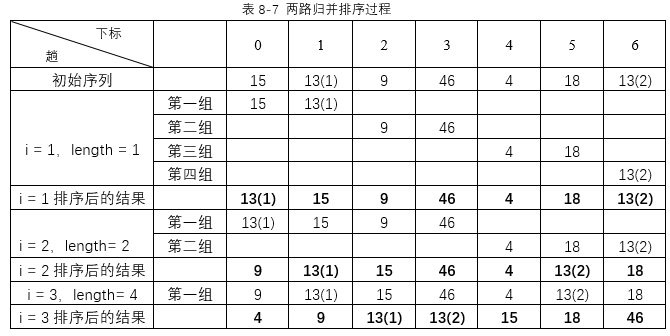 表 8-7 两路归并排序过程
下标
趟
0 1 2 3 4 5 6
初始序列 15 13(1) 9 46 4 18 13(2)
第一组 15 13(1)
第二组 9 46
i = 1，length = 1
第三组 4 18
第四组 13(2)
i = 1 排序后的结果 13(1) 15 9 46 4 18 13(2)
第一组 13(1) 15 9 46
i = 2，length= 2 第二组 4 18 13(2)
i = 2 排序后的结果 9 13(1) 15 46 4 13(2) 18
i = 3，length= 4 第一组 9 13(1) 15 46 4 13(2) 18
i = 3 排序后的结果 4 9 13(1) 13(2) 15 18 46